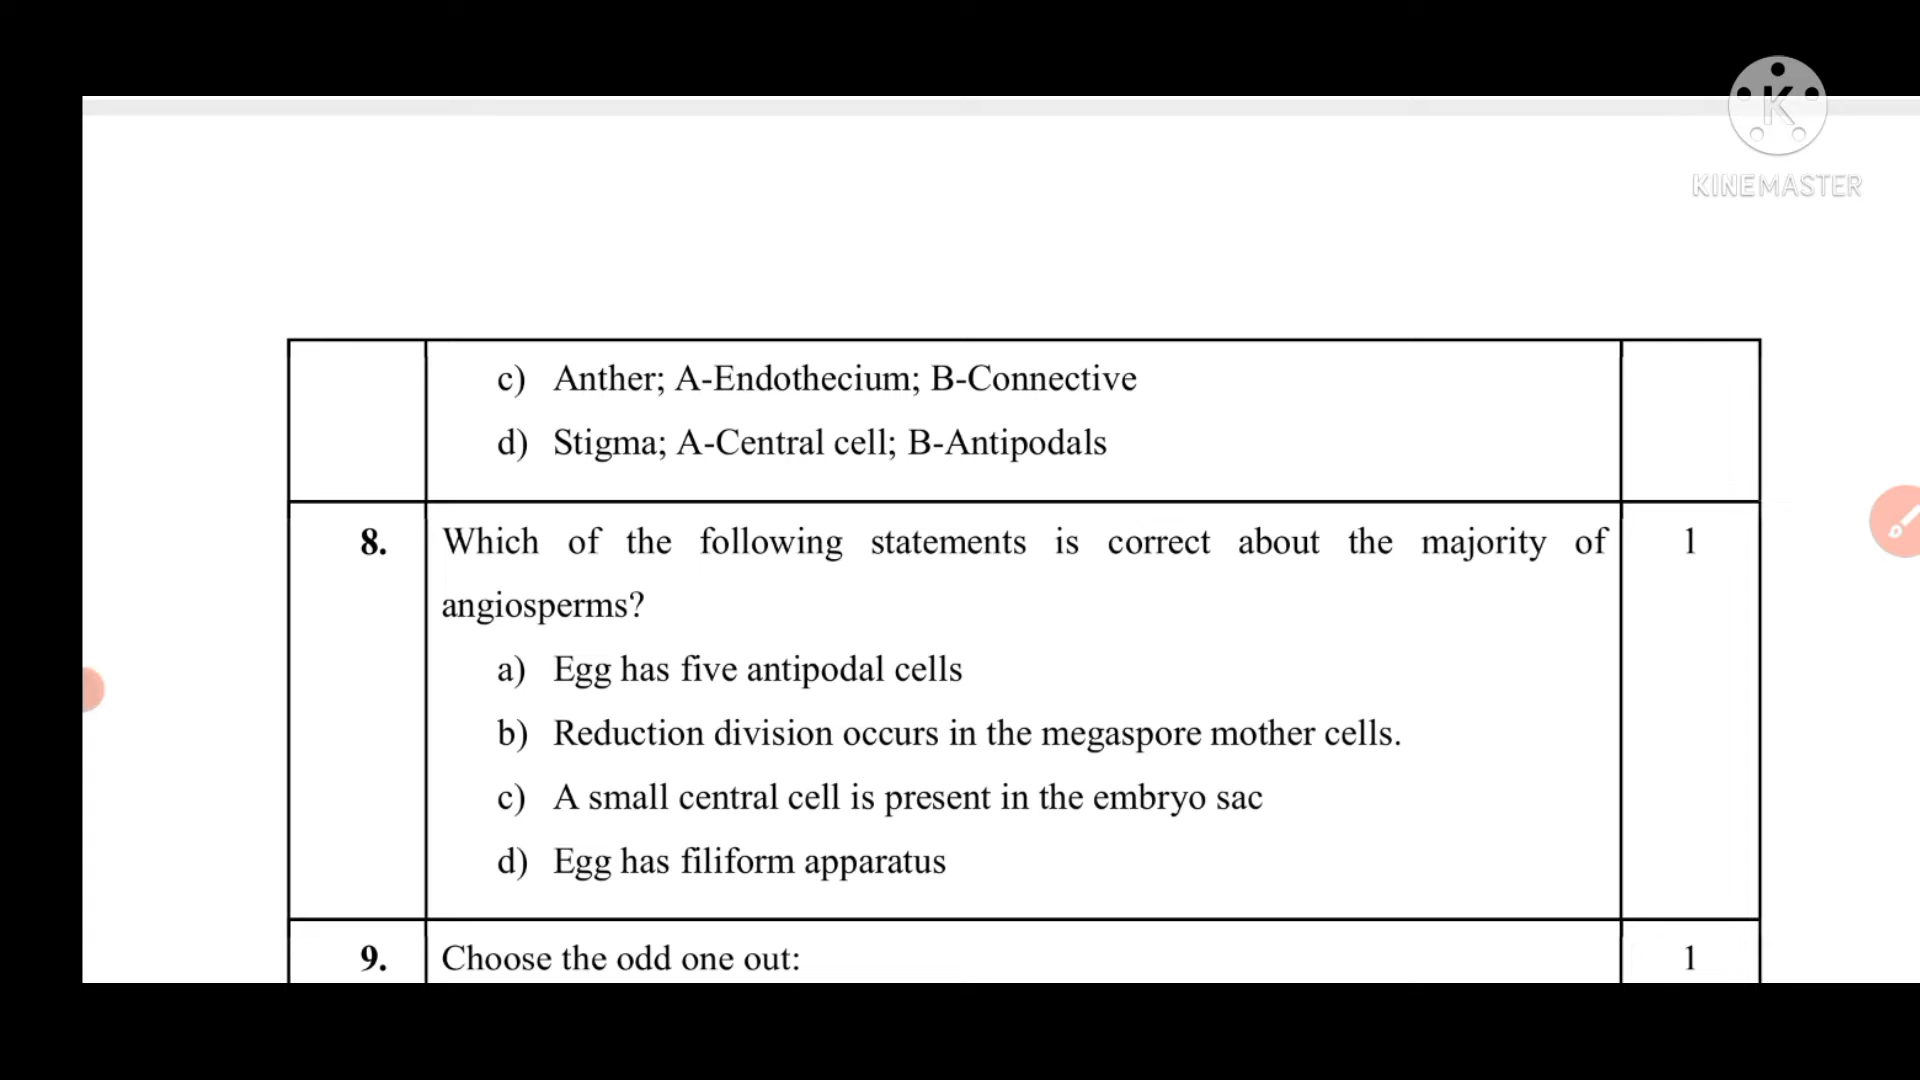 K
KINEMASTER
c) Anther; A-Endothecium; B-Connective
d) Stigma; A-Central cell; B-Antipodals
8. Which of the following statements is correct about the majority of 1
angiosperms?
a) Egg has five antipodal cells
b) Reduction division occurs in the megaspore mother cells.
c) A small central cell is present in the embryo sac
d) Egg has filiform apparatus
9. Choose the odd one out: 1